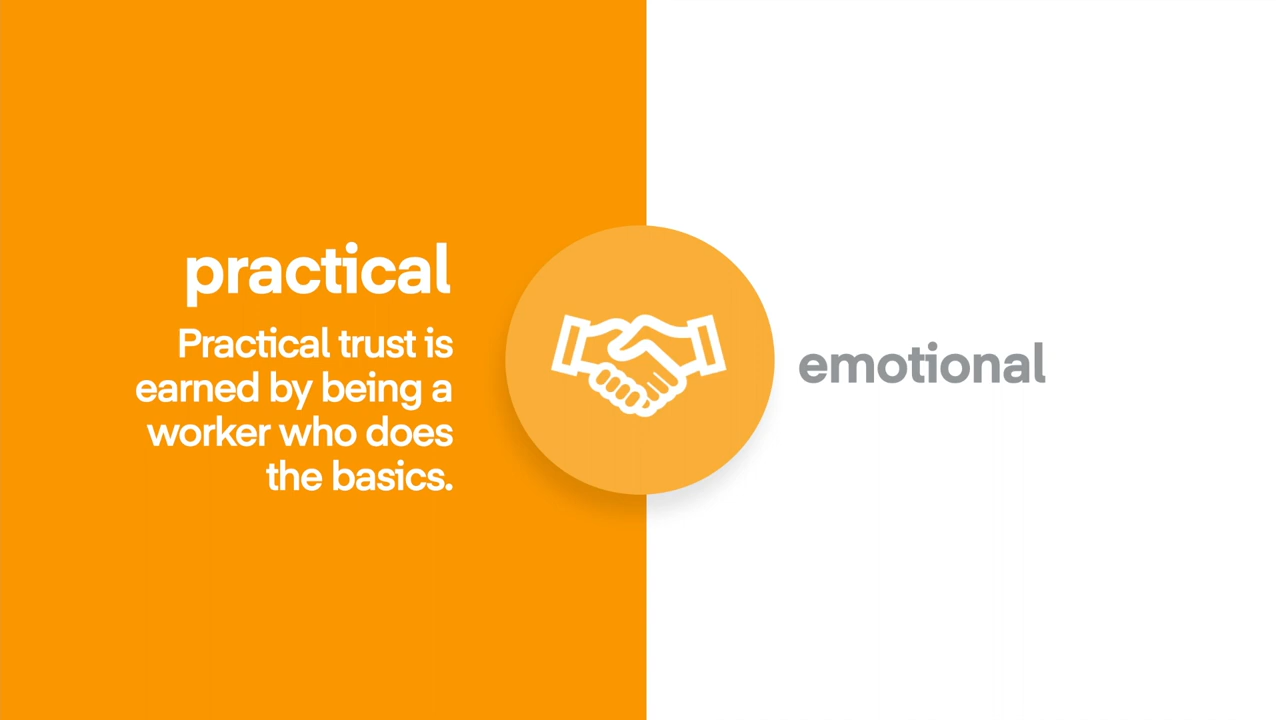 practical
Practical trust is
earned by being a
worker who does
the basics.
emotional